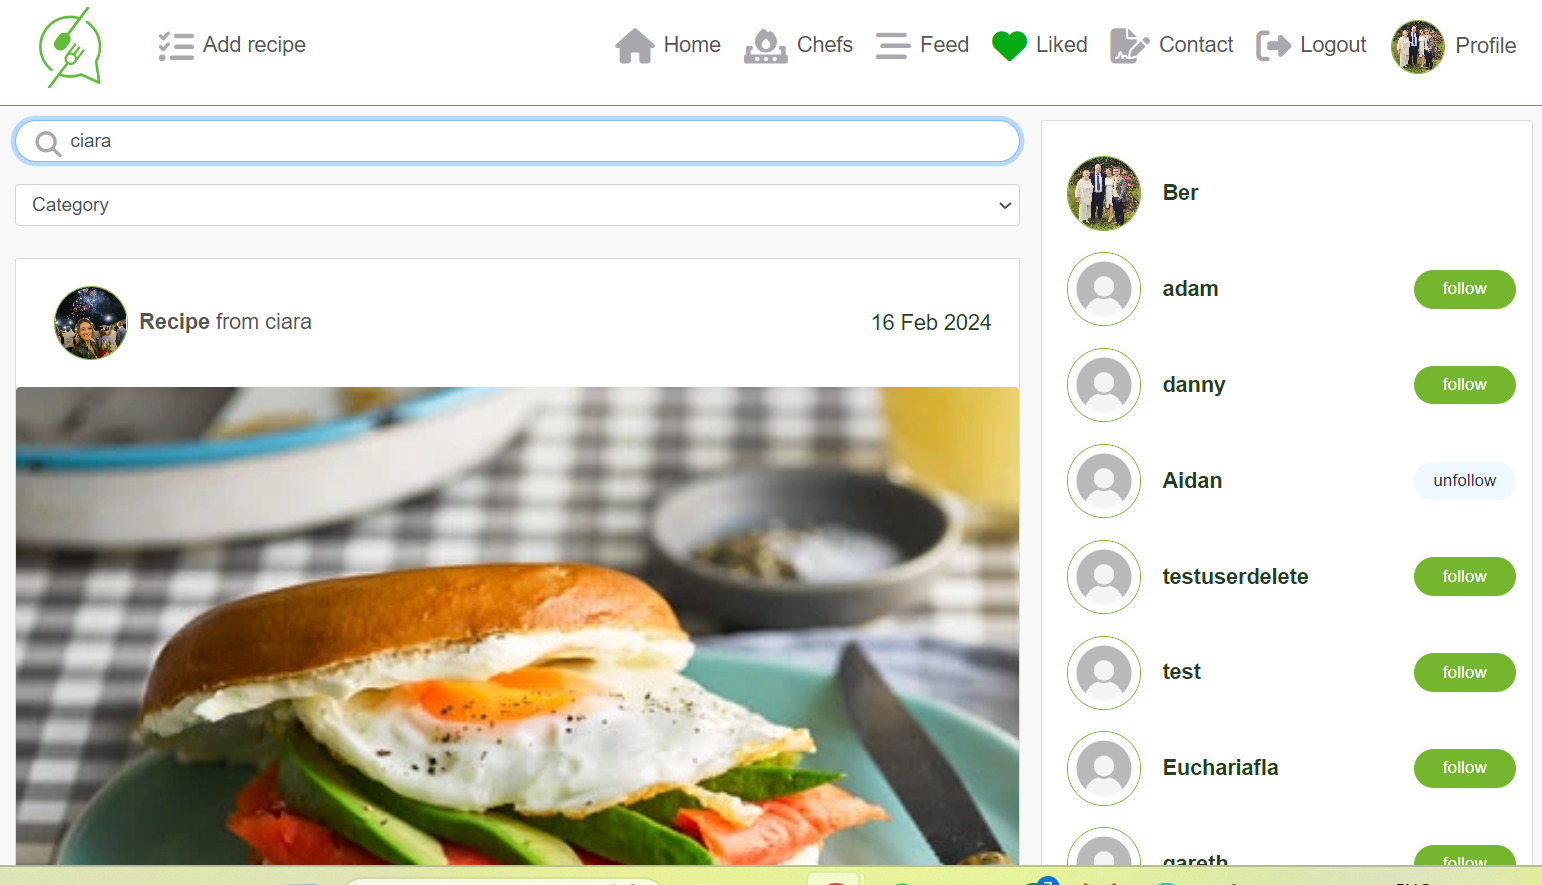 Add recipe
Home
Chefs
Feed
Liked
Contact
Logout
Profile
ciara
Category
Recipe from ciara
16 Feb 2024
Ber
adam
follow
danny
follow
Aidan
unfollow
testuserdelete
follow
test
follow
Euchariafla
follow
gareth
follow